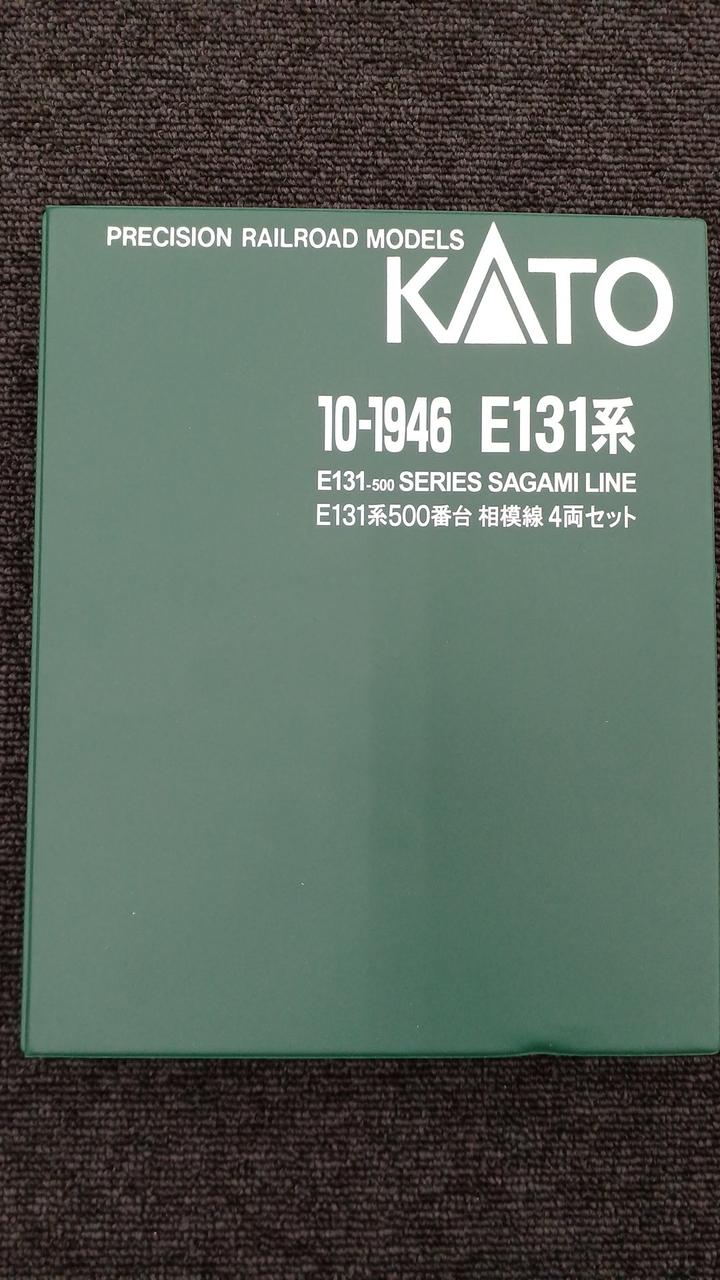 PRECISION RAILROAD MODELS
KATO
10-1946 E131系
E131-500 SERIES SAGAMI LINE
E131系500番台 相模線 4両セット